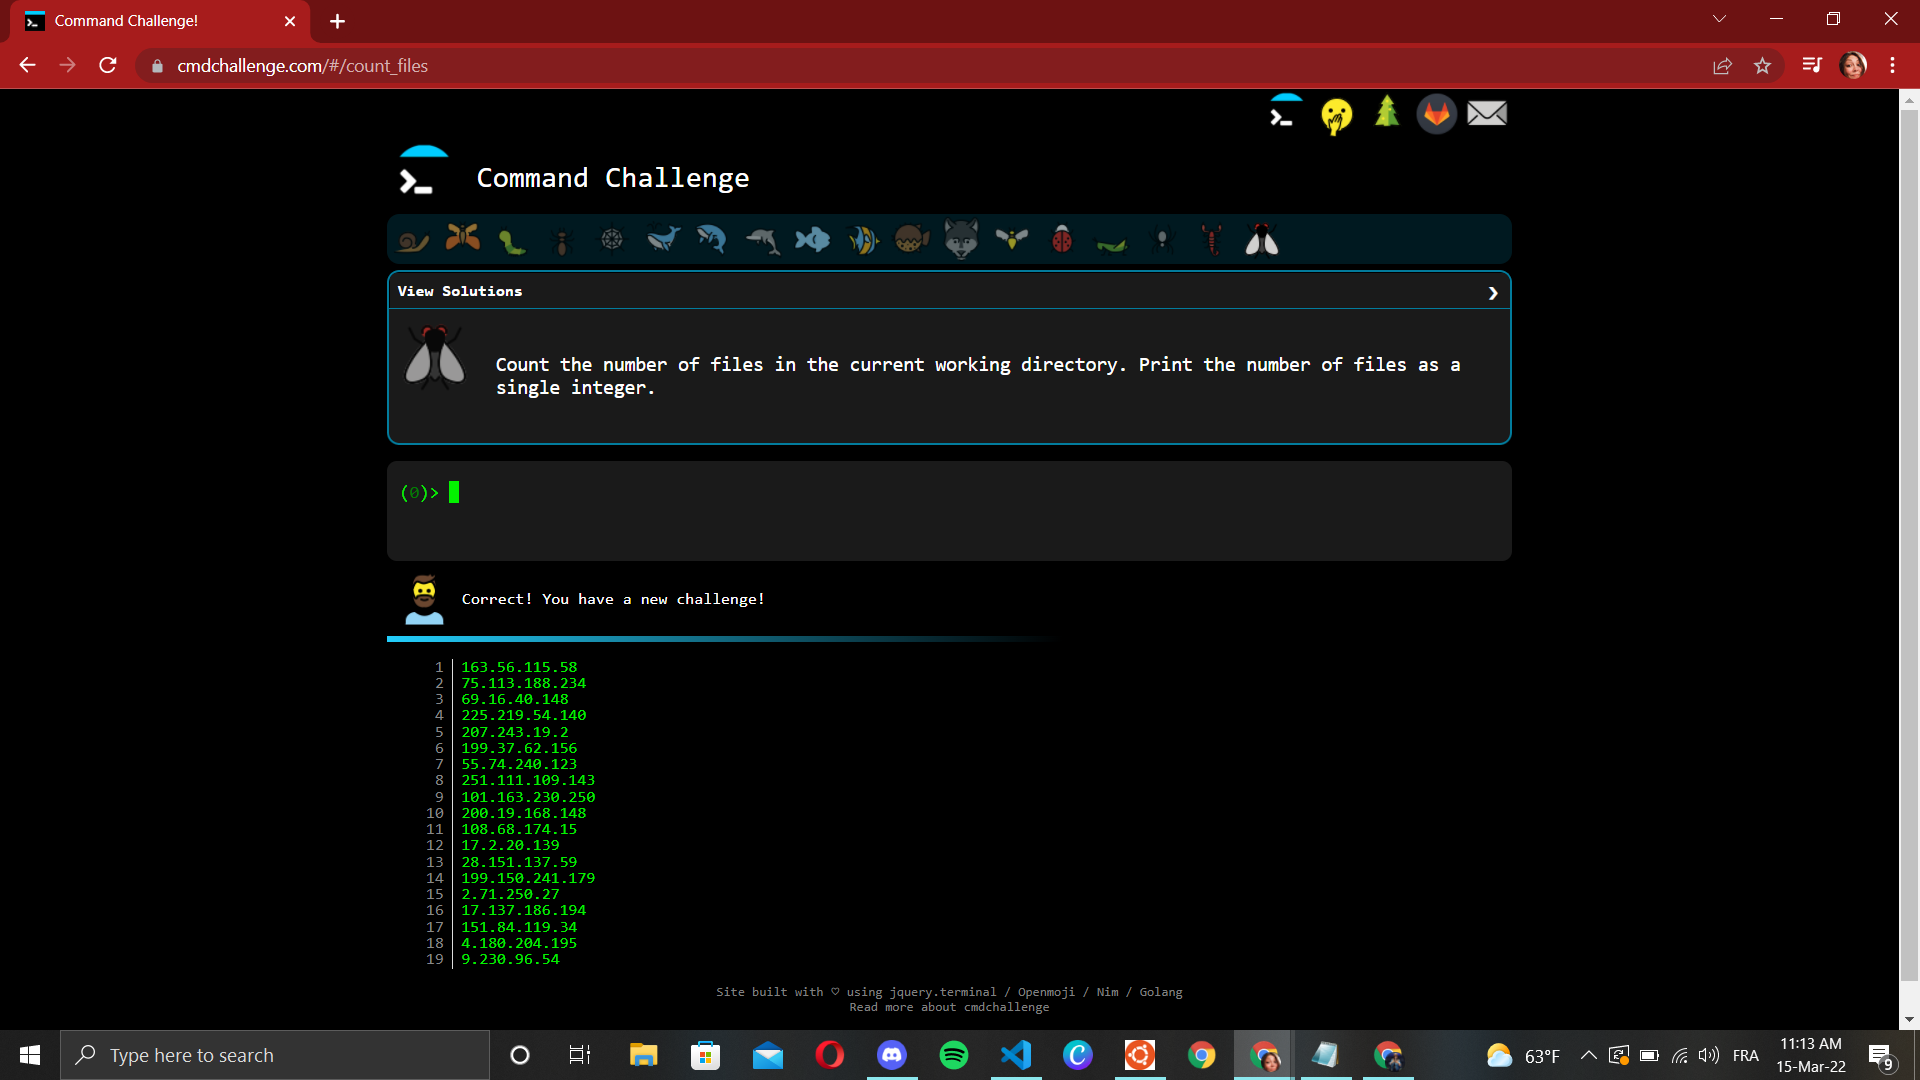 Command Challenge!
cmdchallenge.com/#/count_files
Command Challenge
View Solutions
Count the number of files in the current working directory. Print the number of files as a
single integer.
(0)>
Correct! You have a new challenge!
1 163.56.115.58
2 75.113.188.234
3 69.16.40.148
4 225.219.54.140
5 207.243.19.2
6 199.37.62.156
7 55.74.240.123
8 251.111.109.143
9 101.163.230.250
10 200.19.168.148
11 108.68.174.15
12 17.2.20.139
13 28.151.137.59
14 199.150.241.179
15 2.71.250.27
16 17.137.186.194
17 151.84.119.34
18 4.180.204.195
19 9.230.96.54
Site built with ♡ using jquery.terminal / Openmoji / Nim / Golang
Read more about cmdchallenge
Type here to search
63°F
FRA
11:13 AM
15-Mar-22
9